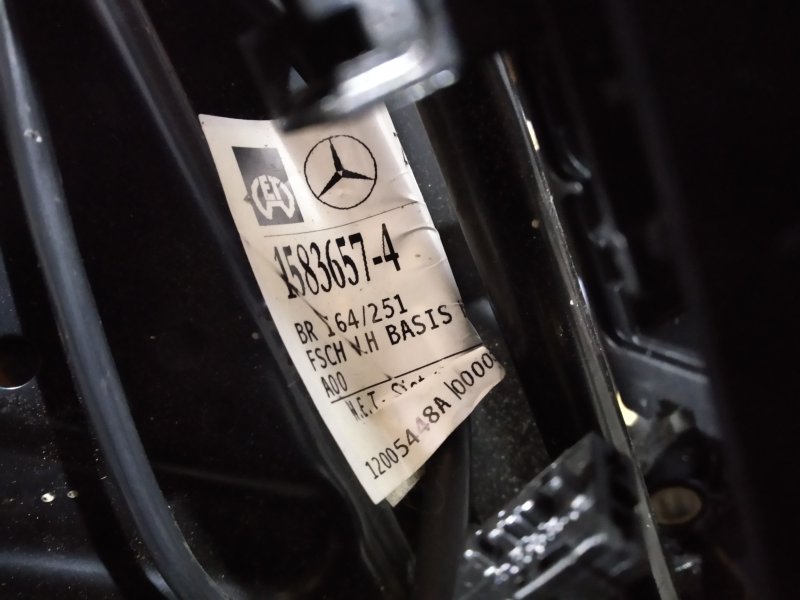 1583657-4
BR 164/251
FSCH V.H BASIS
A00
12005448A